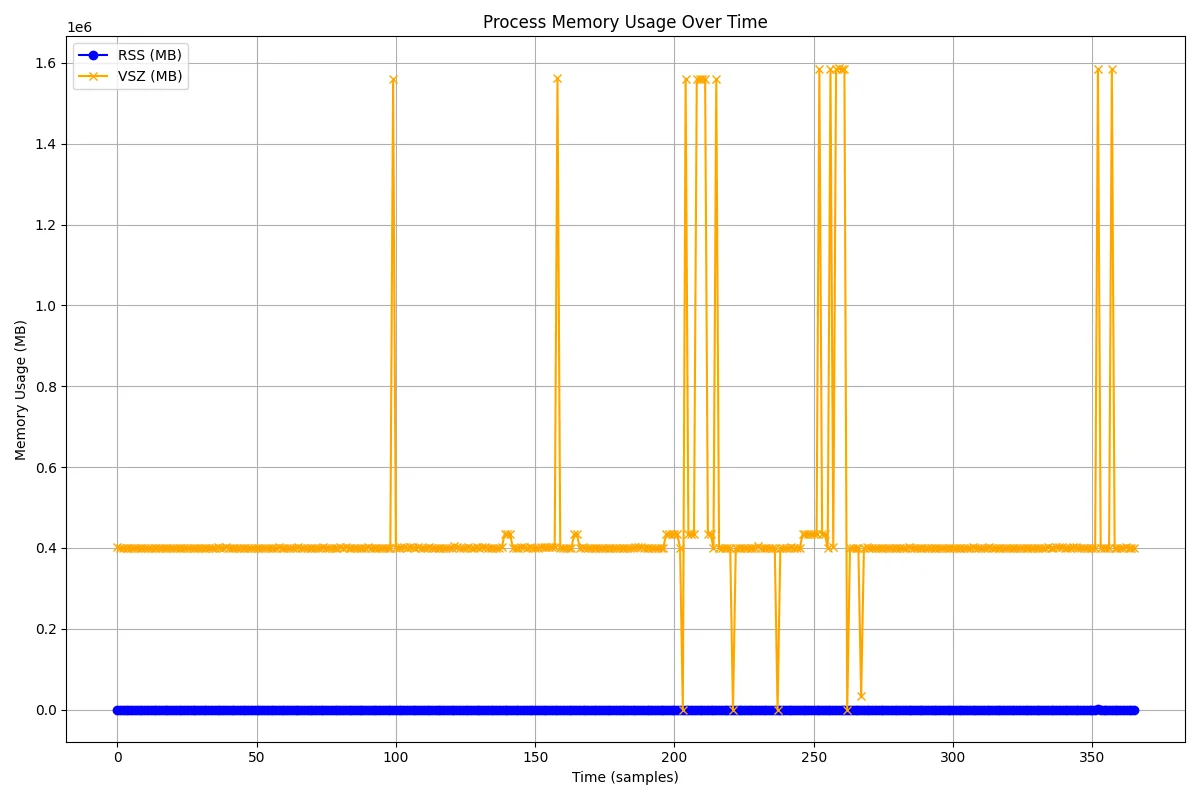 Process Memory Usage Over Time
1e6
RSS (MB)
VSZ (MB)
1.6
1.4
1.2
1.0
0.8
0.6
0.4
0.2
0.0
Memory Usage (MB)
0 50 100 150 200 250 300 350
Time (samples)